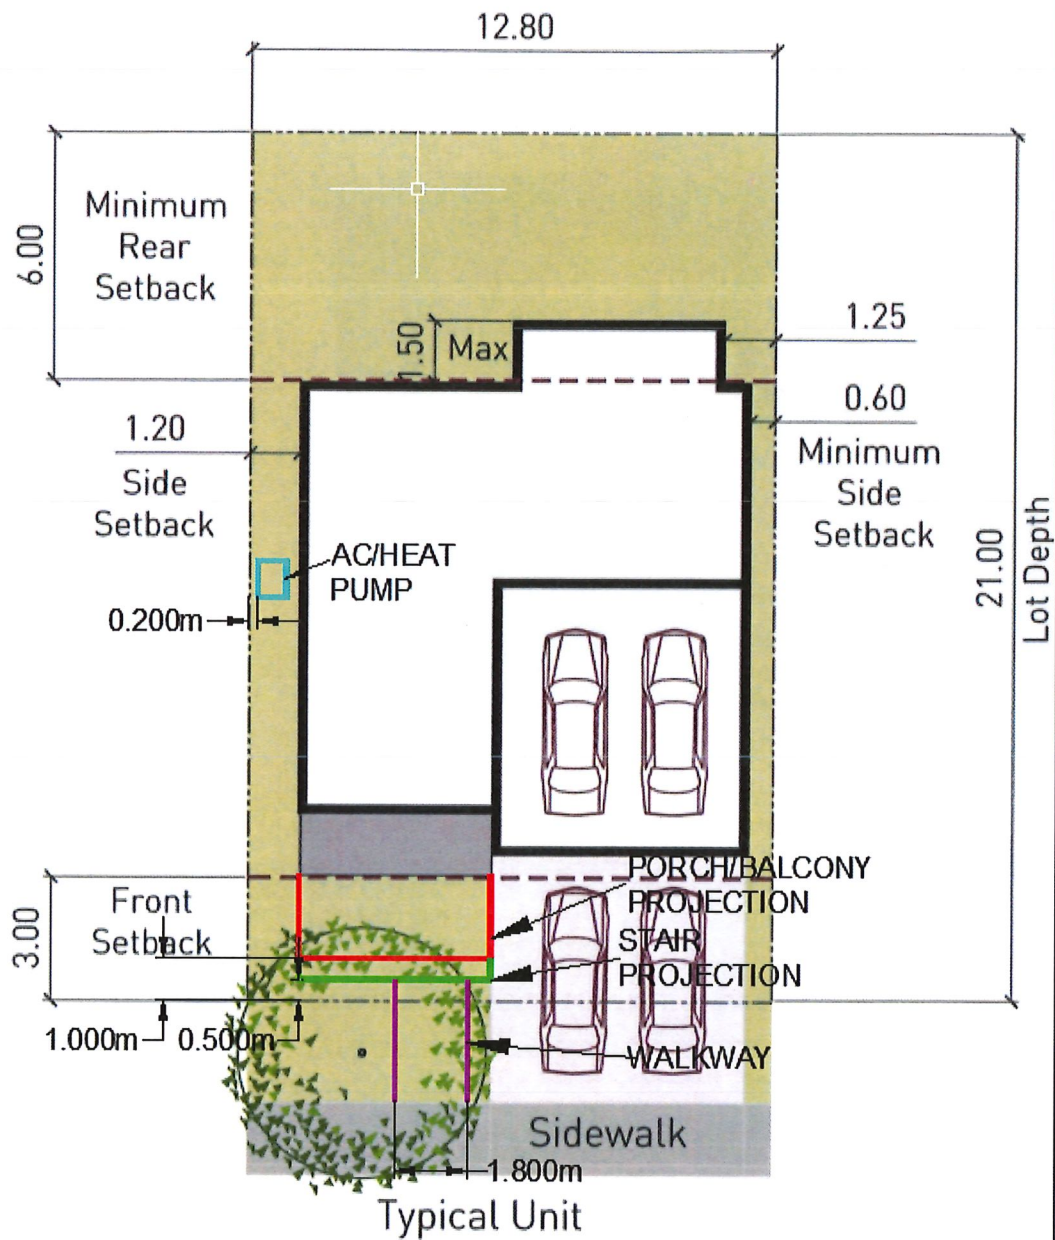 12.80
Minimum
Rear
Setback
6.00
1.50
Max
1.25
0.60
1.20
Side
Setback
Minimum
Side
Setback
21.00
Lot Depth
AC/HEAT
PUMP
0.200m
PORCH/BALCONY
PROJECTION
Front
Setback
3.00
STAIR
PROJECTION
1.000m
0.500m
WALKWAY
Sidewalk
1.800m
Typical Unit